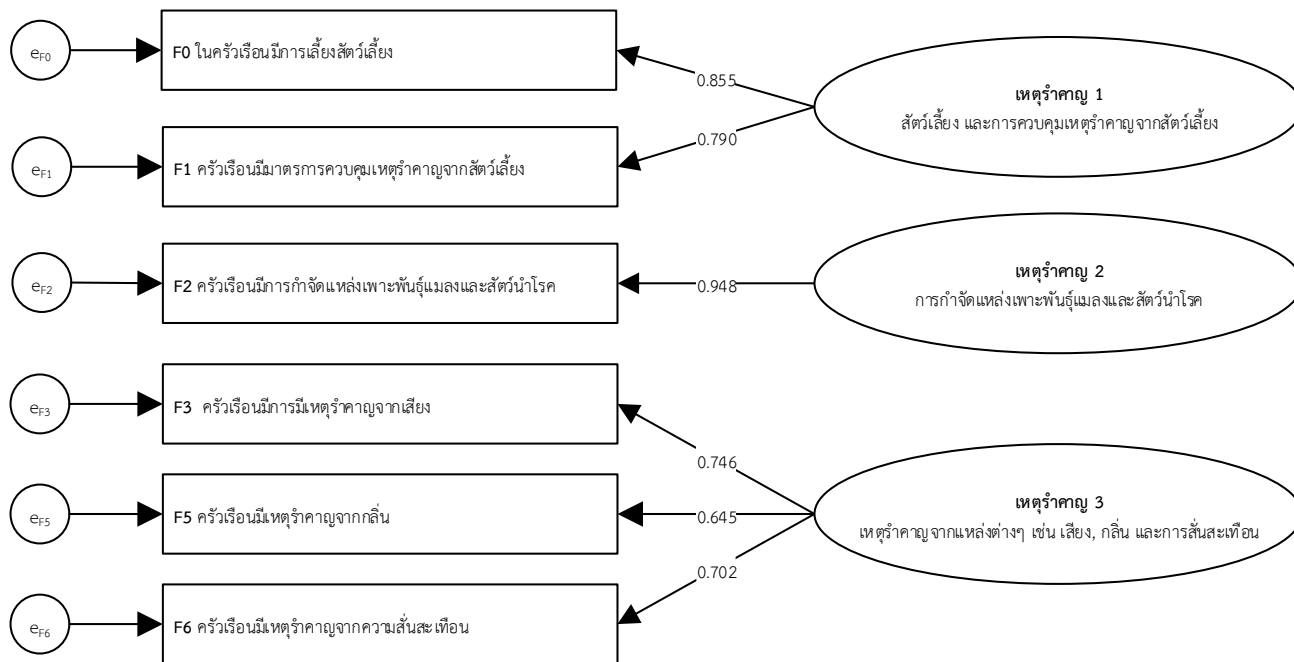 eF0
F0 ในครัวเรือนมีการเลี้ยงสัตว์เลี้ยง
0.855
เหตุรำคาญ 1
สัตว์เลี้ยง และการควบคุมเหตุรำคาญจากสัตว์เลี้ยง
0.790
eF1
F1 ครัวเรือนมีมาตรการควบคุมเหตุรำคาญจากสัตว์เลี้ยง
eF2
F2 ครัวเรือนมีการกำจัดแหล่งเพาะพันธุ์แมลงและสัตว์นำโรค
0.948
เหตุรำคาญ 2
การกำจัดแหล่งเพาะพันธุ์แมลงและสัตว์นำโรค
eF3
F3 ครัวเรือนมีการมีเหตุรำคาญจากเสียง
0.746
eF5
F5 ครัวเรือนมีเหตุรำคาญจากกลิ่น
0.645
เหตุรำคาญ 3
เหตุรำคาญจากแหล่งต่างๆ เช่น เสียง, กลิ่น และการสั่นสะเทือน
0.702
eF6
F6 ครัวเรือนมีเหตุรำคาญจากความสั่นสะเทือน